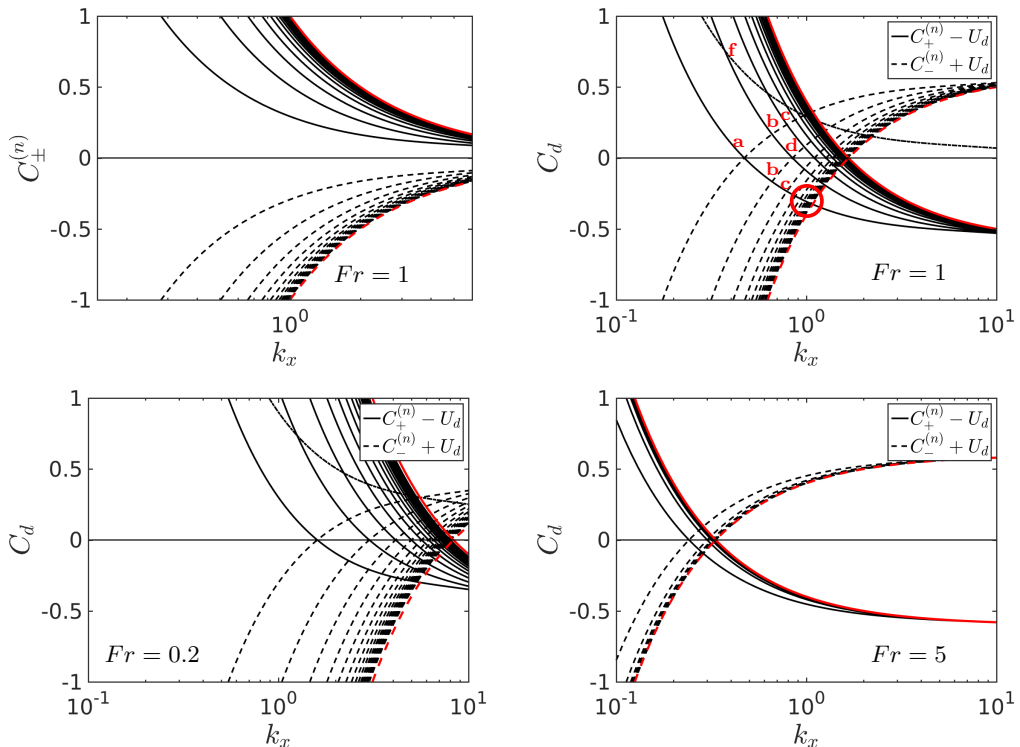 1
0.5
0
-0.5
-1
C_±^{(n)}
Fr = 1
10^0
k_x
1
0.5
0
-0.5
-1
C_d
C_+^{(n)} − U_d
C_−^{(n)} + U_d
f
b c
a d
b
c
Fr = 1
10^{-1} 10^0 10^1
k_x
1
0.5
0
-0.5
-1
C_d
C_+^{(n)} − U_d
C_−^{(n)} + U_d
Fr = 0.2
10^{-1} 10^0 10^1
k_x
1
0.5
0
-0.5
-1
C_d
C_+^{(n)} − U_d
C_−^{(n)} + U_d
Fr = 5
10^{-1} 10^0 10^1
k_x